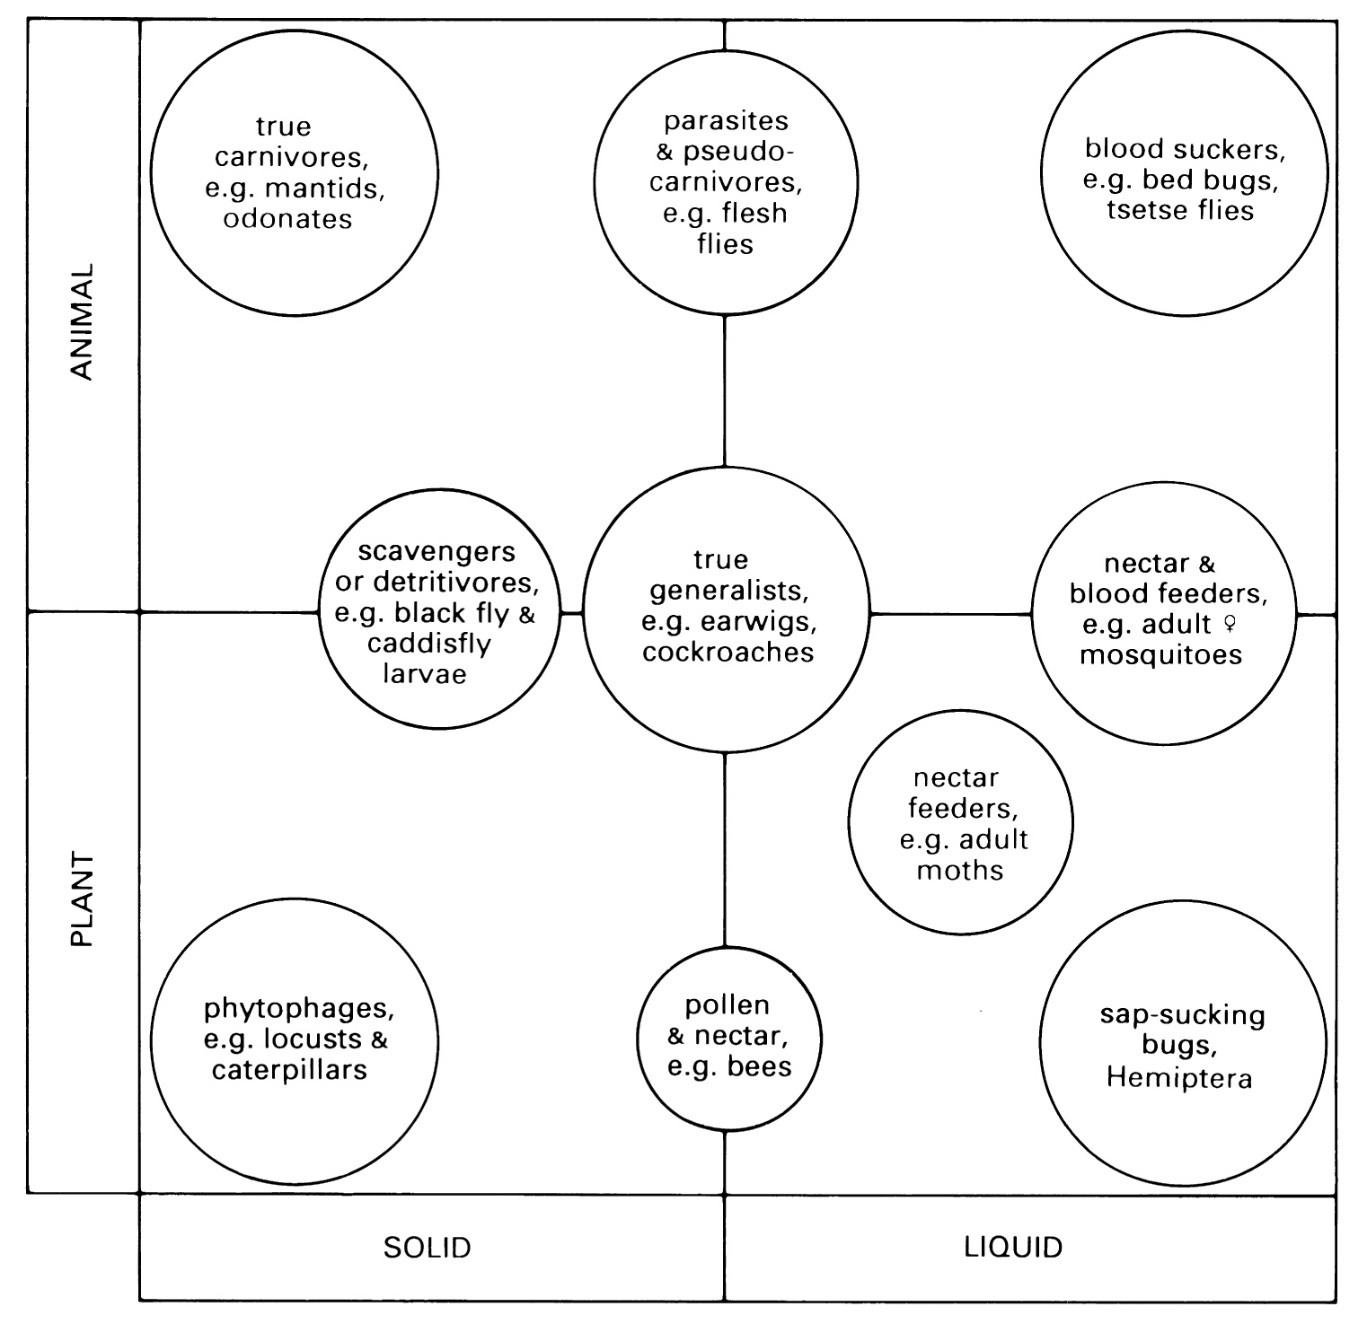 ANIMAL
true
carnivores,
e.g. mantids,
odonates
parasites
& pseudo-
carnivores,
e.g. flesh
flies
blood suckers,
e.g. bed bugs,
tsetse flies
scavengers
or detritivores,
e.g. black fly &
caddisfly
larvae
true
generalists,
e.g. earwigs,
cockroaches
nectar &
blood feeders,
e.g. adult ♀
mosquitoes
nectar
feeders,
e.g. adult
moths
PLANT
phytophages,
e.g. locusts &
caterpillars
pollen
& nectar,
e.g. bees
sap-sucking
bugs,
Hemiptera
SOLID
LIQUID